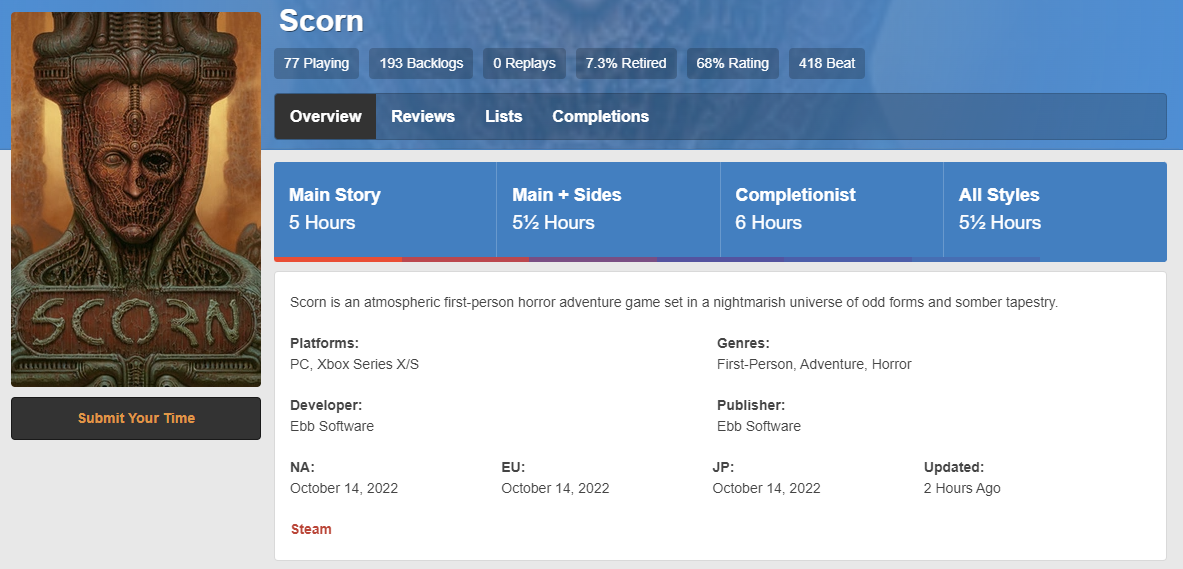 Scorn
77 Playing
193 Backlogs
0 Replays
7.3% Retired
68% Rating
418 Beat
Overview
Reviews
Lists
Completions
Main Story
5 Hours
Main + Sides
5½ Hours
Completionist
6 Hours
All Styles
5½ Hours
SCORN
Submit Your Time
Scorn is an atmospheric first-person horror adventure game set in a nightmarish universe of odd forms and somber tapestry.
Platforms:
PC, Xbox Series X/S
Genres:
First-Person, Adventure, Horror
Developer:
Ebb Software
Publisher:
Ebb Software
NA:
October 14, 2022
EU:
October 14, 2022
JP:
October 14, 2022
Updated:
2 Hours Ago
Steam